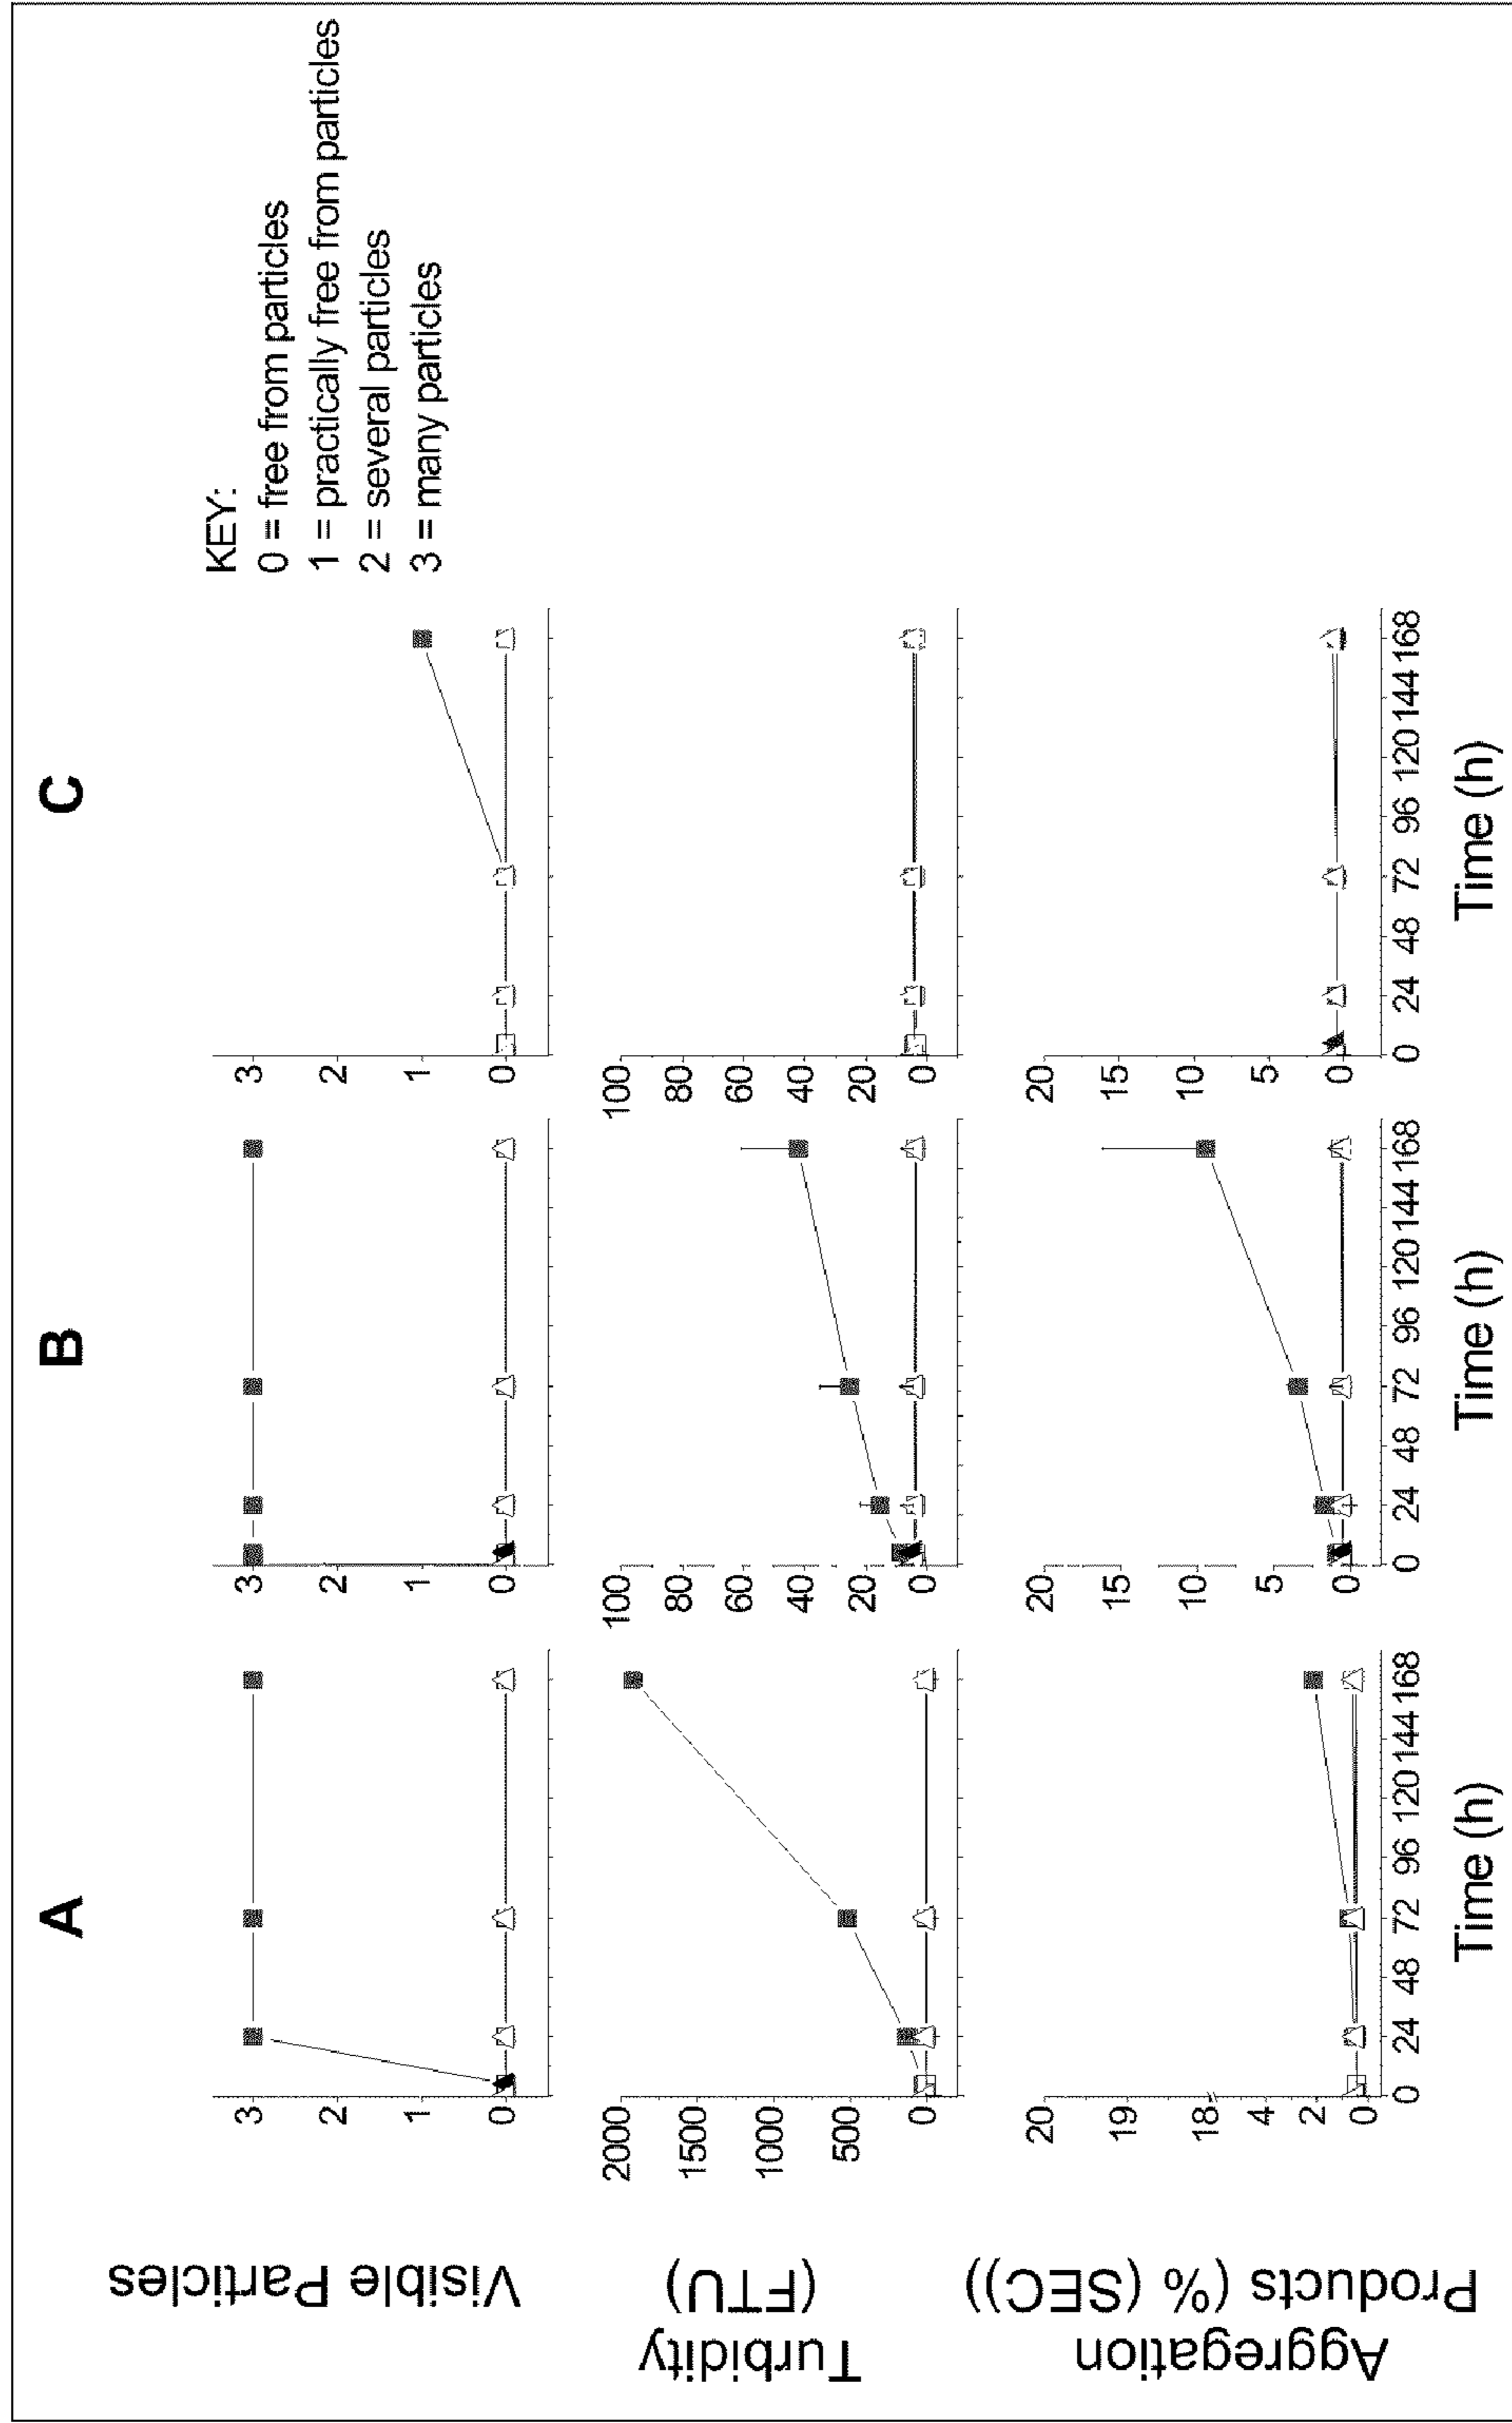 A
B
C
KEY:
0 = free from particles
1 = practically free from particles
2 = several particles
3 = many particles
Visible Particles
3
2
1
0
3
2
1
0
3
2
1
0
Turbidity
(FTU)
2000
1500
1000
500
0
100
80
60
40
20
0
100
80
60
40
20
0
Aggregation
Products (% (SEC))
20
19
18
4
2
0
20
15
10
5
0
20
15
10
5
0
0 24 48 72 96 120 144 168
0 24 48 72 96 120 144 168
0 24 48 72 96 120 144 168
Time (h)
Time (h)
Time (h)